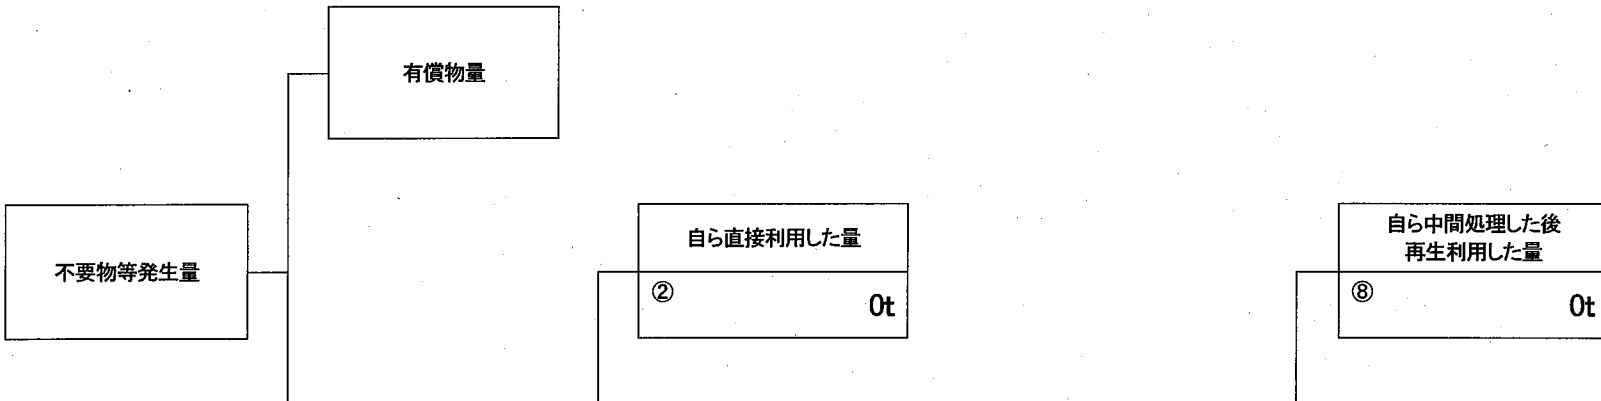 有償物量
不要物等発生量
自ら直接利用した量
②
0t
自ら中間処理した後
再生利用した量
⑧
0t